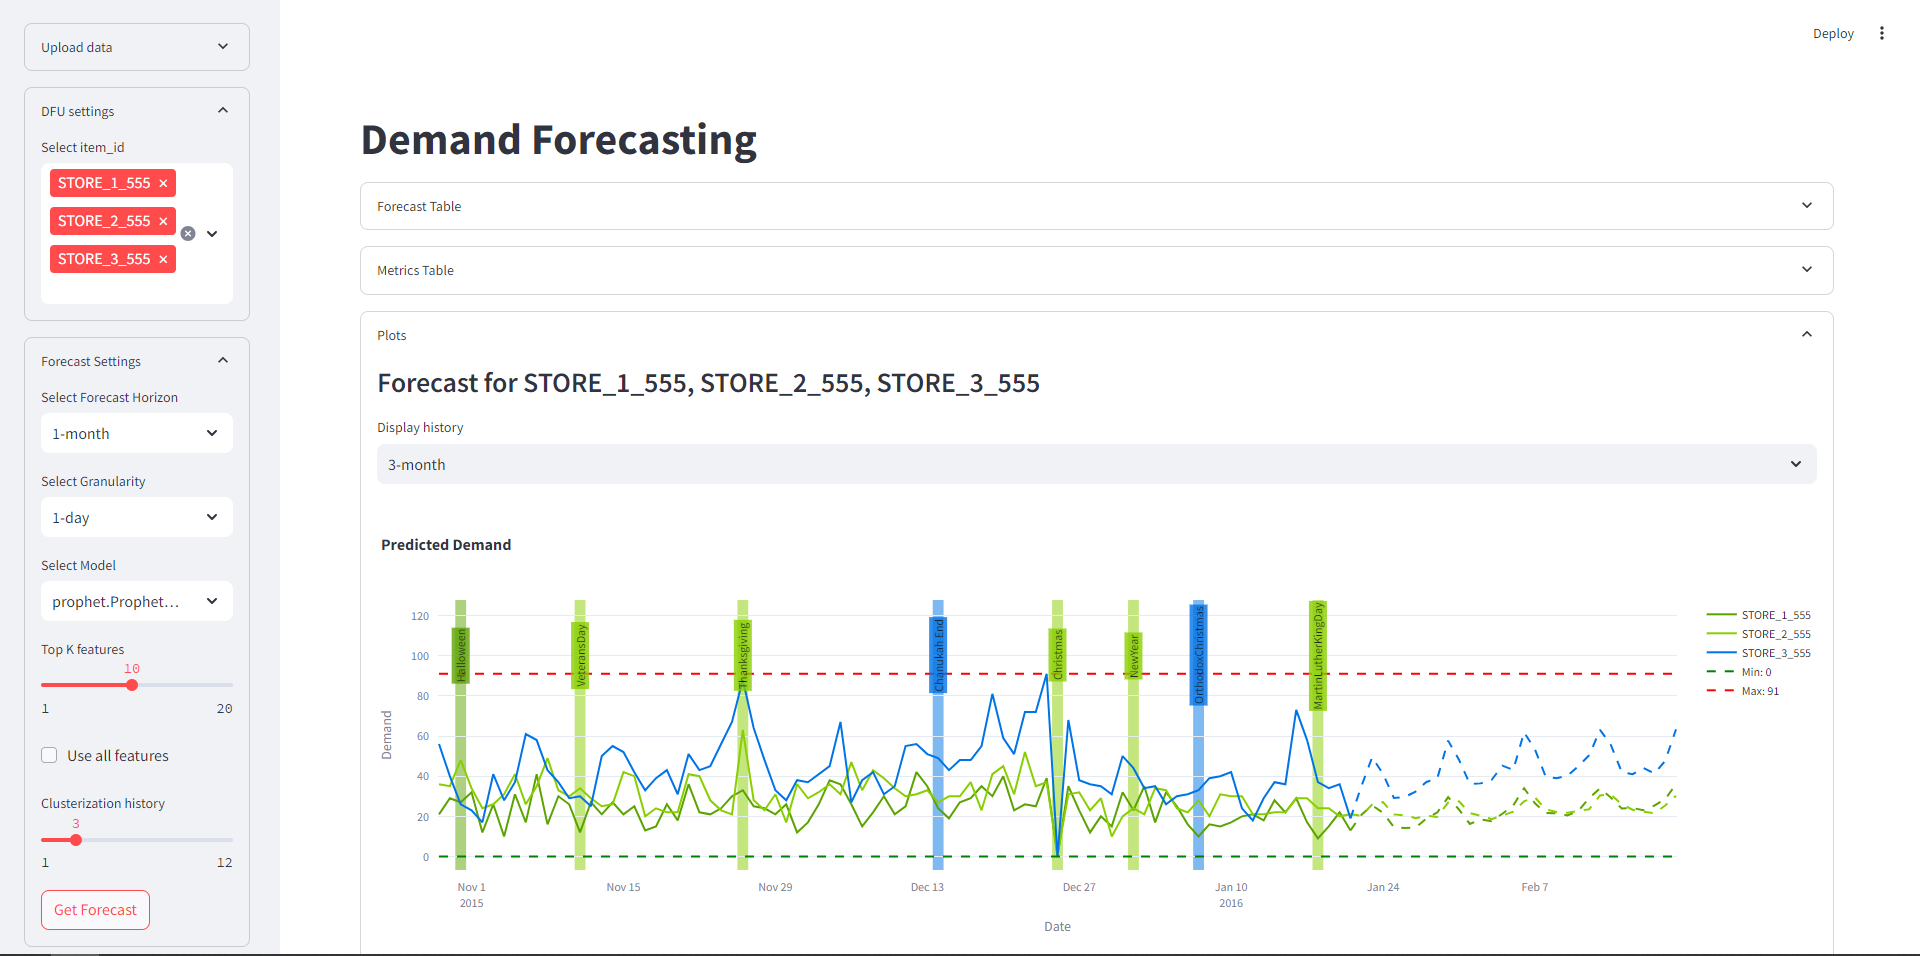 Upload data
DFU settings
Select item_id
STORE_1_555 ×
STORE_2_555 ×
STORE_3_555 ×
Forecast Settings
Select Forecast Horizon
1-month
Select Granularity
1-day
Select Model
prophet.Prophet…
Top K features
10
1 20
Use all features
Clusterization history
3
1 12
Get Forecast
Deploy
Demand Forecasting
Forecast Table
Metrics Table
Plots
Forecast for STORE_1_555, STORE_2_555, STORE_3_555
Display history
3-month
Predicted Demand
120
100
80
60
40
20
0
Demand
Halloween
VeteransDay
Thanksgiving
Chanukah End
Christmas
NewYear
OrthodoxChristmas
MartinLutherKingDay
Nov 1
2015
Nov 15
Nov 29
Dec 13
Dec 27
Jan 10
2016
Jan 24
Feb 7
Date
STORE_1_555
STORE_2_555
STORE_3_555
Min: 0
Max: 91